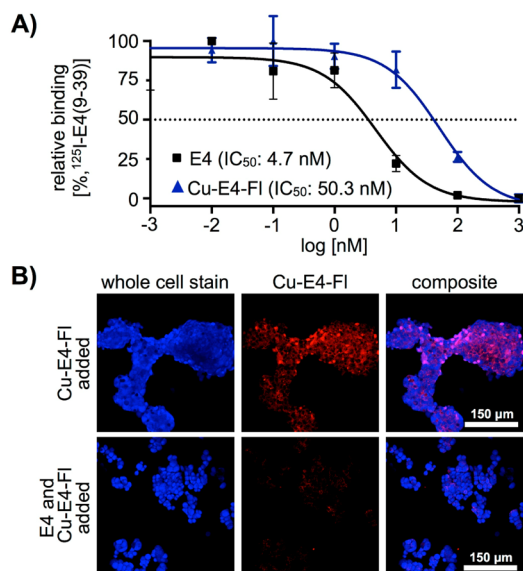 A)
relative binding
[%,¹²⁵I-E4(9-39)]
100
75
50
25
0
E4 (IC₅₀: 4.7 nM)
Cu-E4-Fl (IC₅₀: 50.3 nM)
-3 -2 -1 0 1 2 3
log [nM]
B)
whole cell stain Cu-E4-Fl composite
Cu-E4-Fl
added
150 µm
E4 and
Cu-E4-Fl
added
150 µm